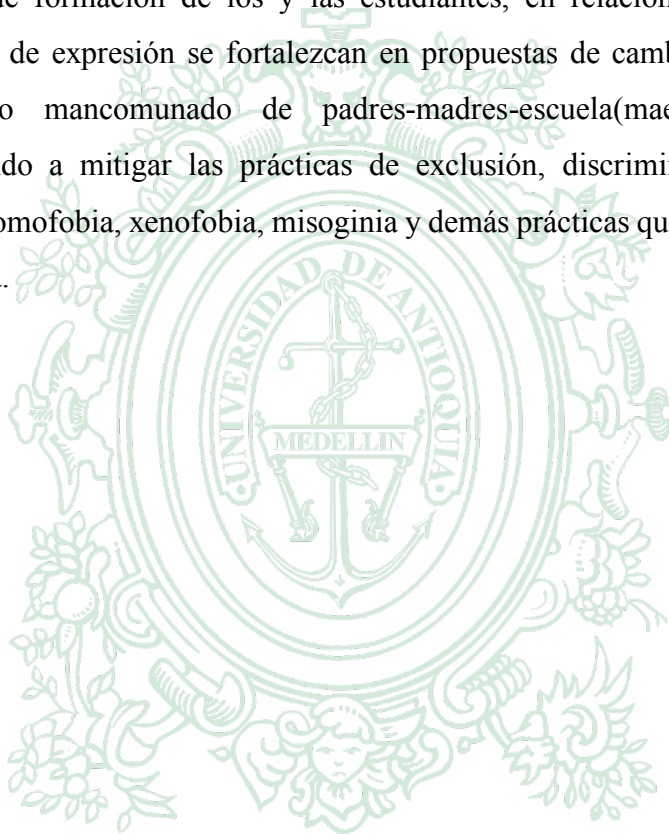 de formación de los y las estudiantes, en relación
de expresión se fortalezcan en propuestas de camb
o mancomunado de padres-madres-escuela(mae
ndo a mitigar las prácticas de exclusión, discrimi
omofobia, xenofobia, misoginia y demás prácticas qu
UNIVERSIDAD DE ANTIOQUIA
MEDELLIN